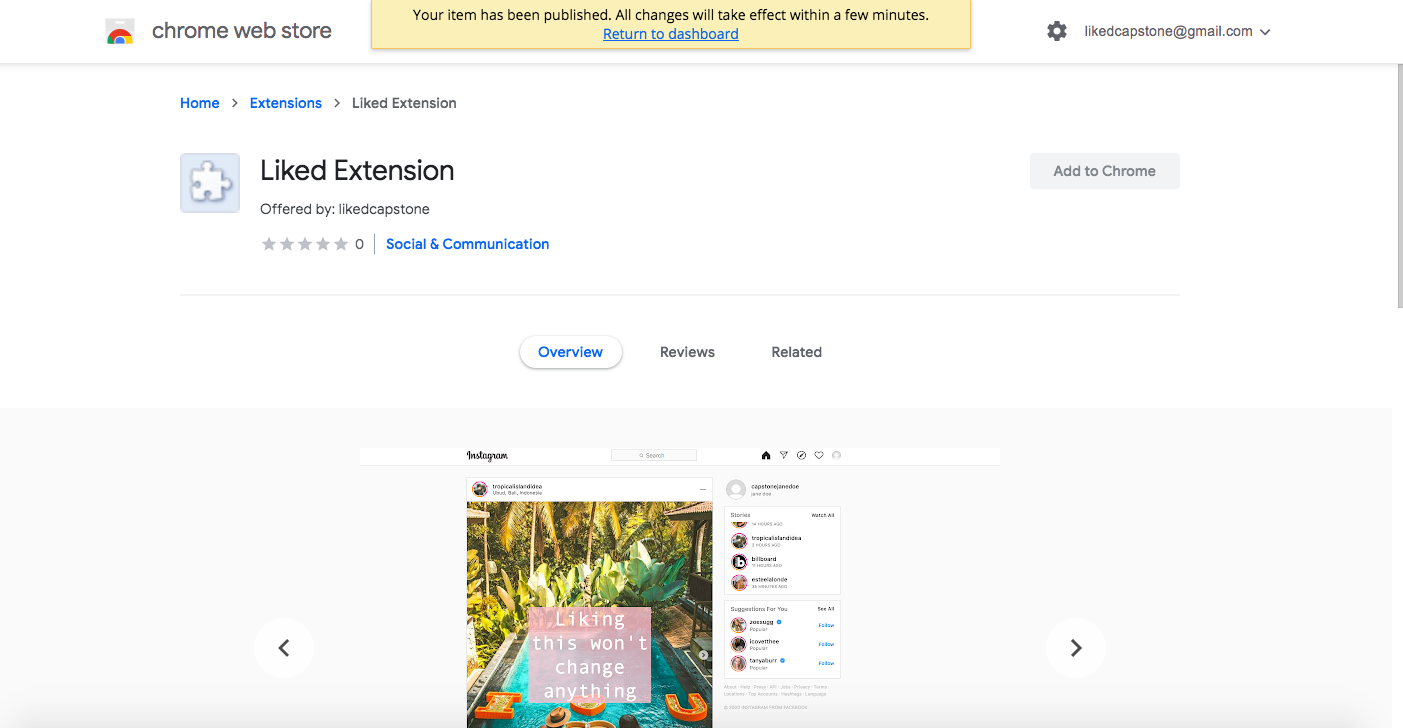 Your item has been published. All changes will take effect within a few minutes.
Return to dashboard
chrome web store
likedcapstone@gmail.com
Home > Extensions > Liked Extension
Liked Extension
Add to Chrome
Offered by: likedcapstone
0 Social & Communication
Overview Reviews Related
Instagram
Search
tropicalislandidea
Ubud, Bali, Indonesia
capstonejanedoe
jane doe
Stories Watch All
14 HOURS AGO
tropicalislandidea
3 HOURS AGO
billboard
11 HOURS AGO
esteelalonde
38 MINUTES AGO
Suggestions For You See All
zoesugg Follow
Popular
icovetthee Follow
Popular
tanyaburr Follow
Popular
About · Help · Press · API · Jobs · Privacy · Terms ·
Locations · Top Accounts · Hashtags · Language
© 2020 INSTAGRAM FROM FACEBOOK
Liking
this won't
change
anything